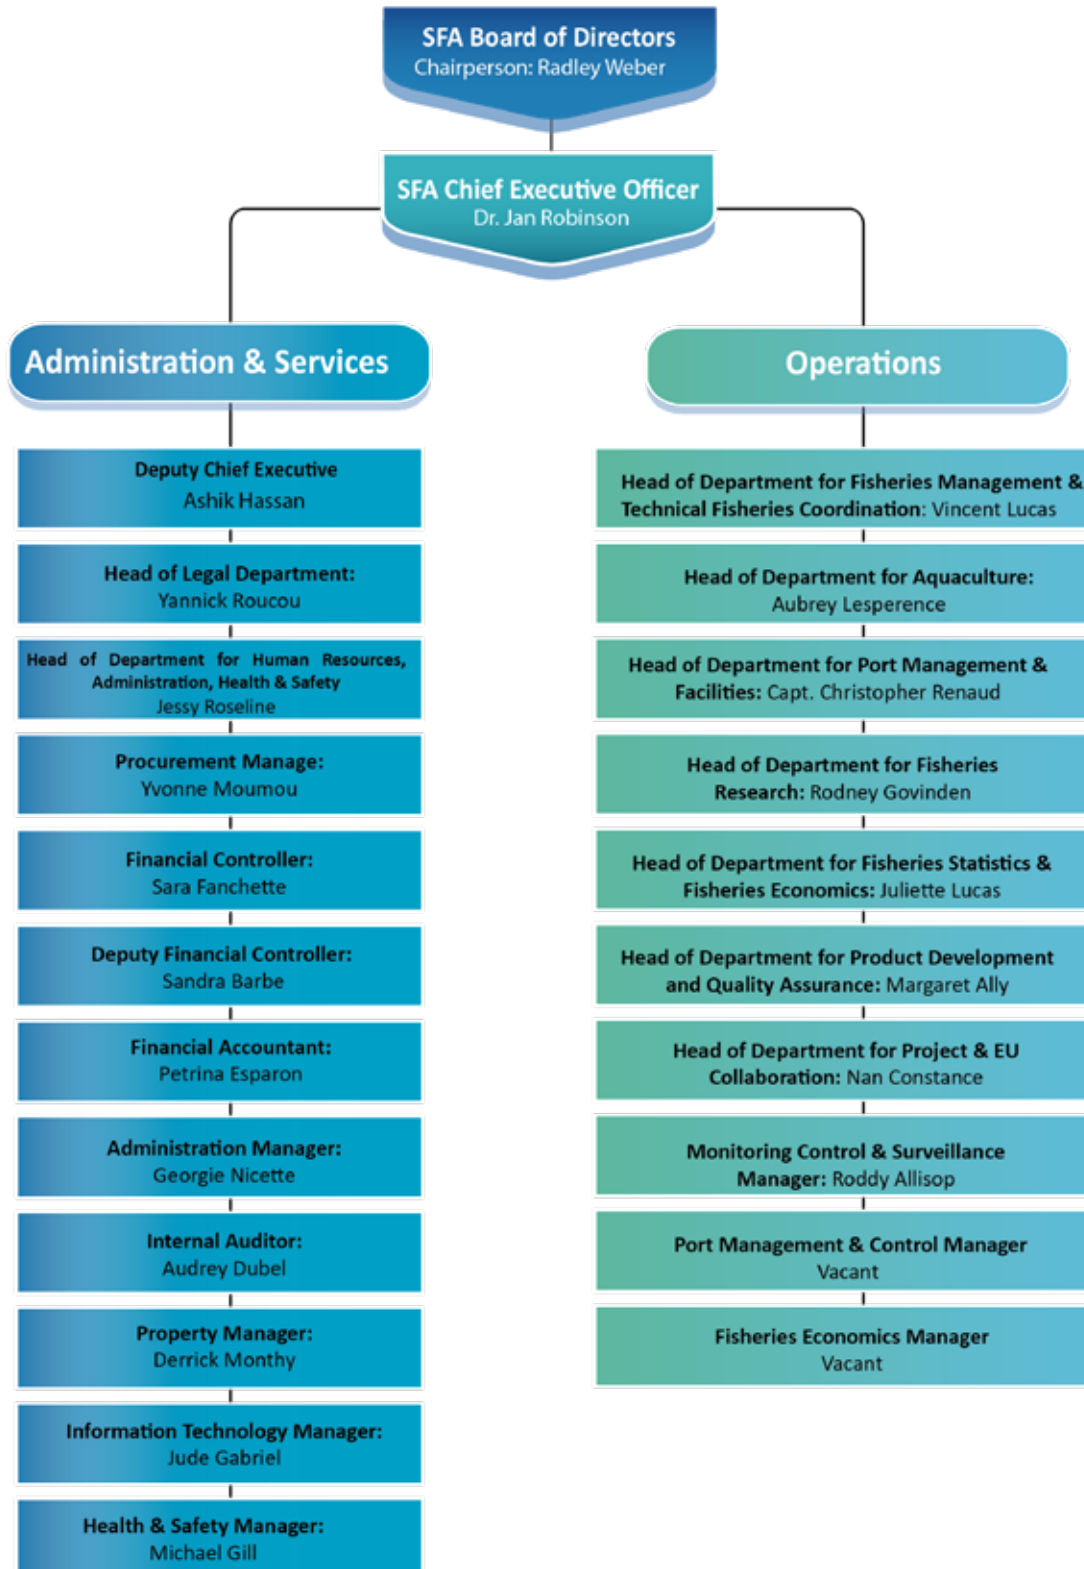 SFA Board of Directors
Chairperson: Radley Weber
SFA Chief Executive Officer
Dr. Jan Robinson
Administration & Services
Deputy Chief Executive
Ashik Hassan
Head of Legal Department:
Yannick Roucou
Head of Department for Human Resources,
Administration, Health & Safety
Jessy Roseline
Procurement Manage:
Yvonne Moumou
Financial Controller:
Sara Fanchette
Deputy Financial Controller:
Sandra Barbe
Financial Accountant:
Petrina Esparon
Administration Manager:
Georgie Nicette
Internal Auditor:
Audrey Dubel
Property Manager:
Derrick Monthy
Information Technology Manager:
Jude Gabriel
Health & Safety Manager:
Michael Gill
Operations
Head of Department for Fisheries Management &
Technical Fisheries Coordination: Vincent Lucas
Head of Department for Aquaculture:
Aubrey Lesperence
Head of Department for Port Management &
Facilities: Capt. Christopher Renaud
Head of Department for Fisheries
Research: Rodney Govinden
Head of Department for Fisheries Statistics &
Fisheries Economics: Juliette Lucas
Head of Department for Product Development
and Quality Assurance: Margaret Ally
Head of Department for Project & EU
Collaboration: Nan Constance
Monitoring Control & Surveillance
Manager: Roddy Allisop
Port Management & Control Manager
Vacant
Fisheries Economics Manager
Vacant